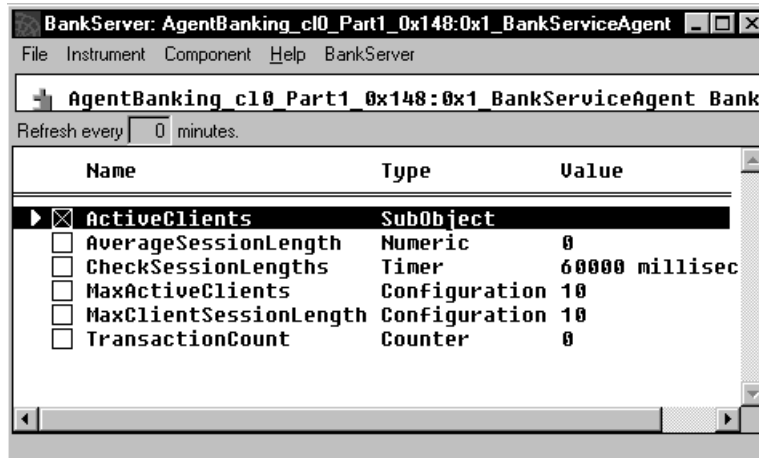 BankServer: AgentBanking_cl0_Part1_0x148:0x1_BankServiceAgent
File Instrument Component Help BankServer
AgentBanking_cl0_Part1_0x148:0x1_BankServiceAgent Bank
Refresh every 0 minutes.
Name Type Value
ActiveClients SubObject
AverageSessionLength Numeric 0
CheckSessionLengths Timer 60000 millisec
MaxActiveClients Configuration 10
MaxClientSessionLength Configuration 10
TransactionCount Counter 0